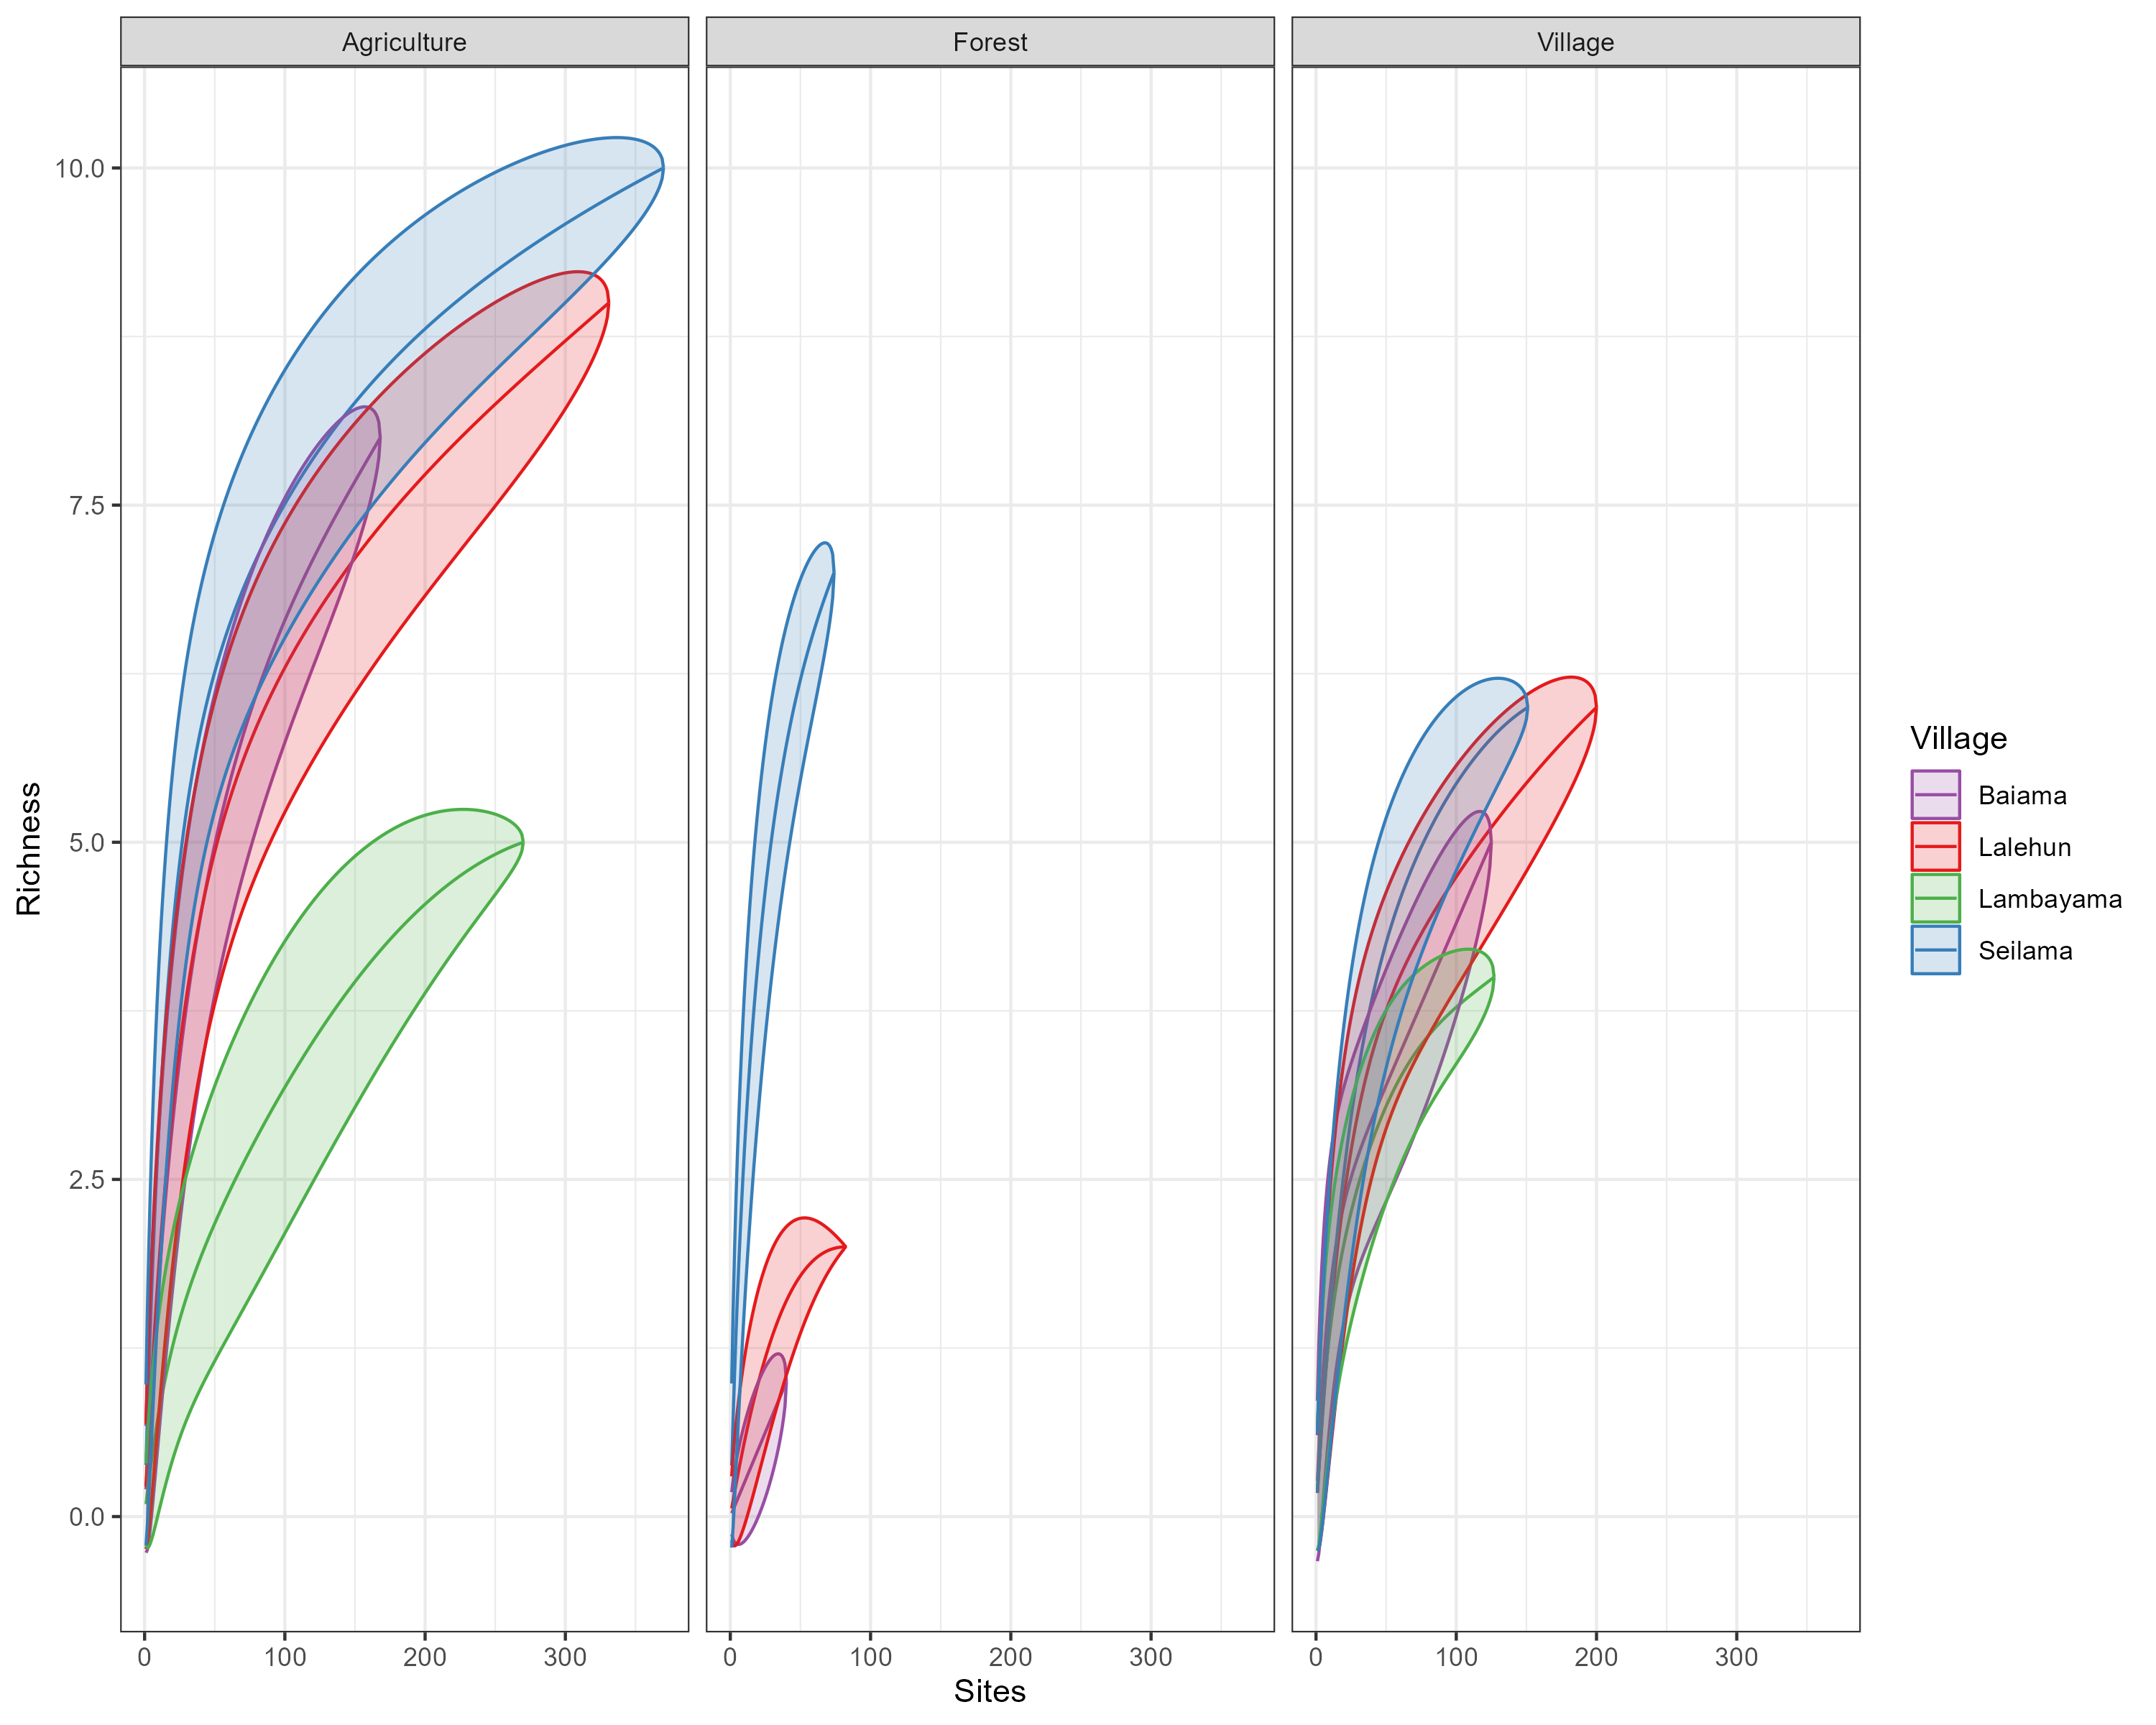 Agriculture Forest Village
10.0
7.5
5.0
2.5
0.0
Richness
0 100 200 300 0 100 200 300 0 100 200 300
Sites
Village
Baiama
Lalehun
Lambayama
Seilama